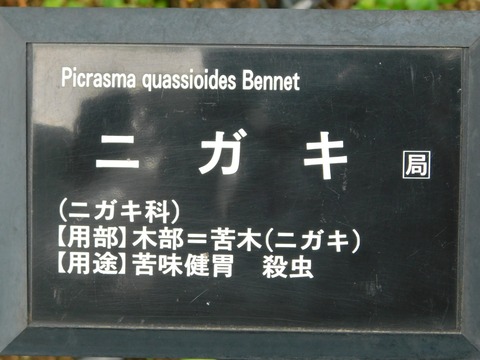 Picrasma quassioides Bennet
ニガキ 局
(ニガキ科)
【用部】木部＝苦木(ニガキ)
【用途】苦味健胃　殺虫